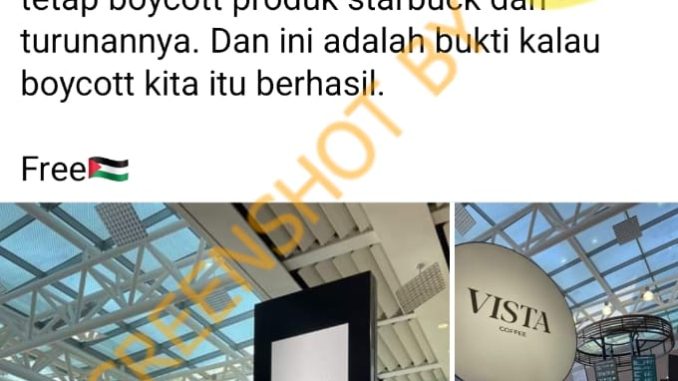 tetap boycott produk starbuck dan
turunannya. Dan ini adalah bukti kalau
boycott kita itu berhasil.
Free🇵🇸
SCREENSHOT BY
VISTA
COFFEE